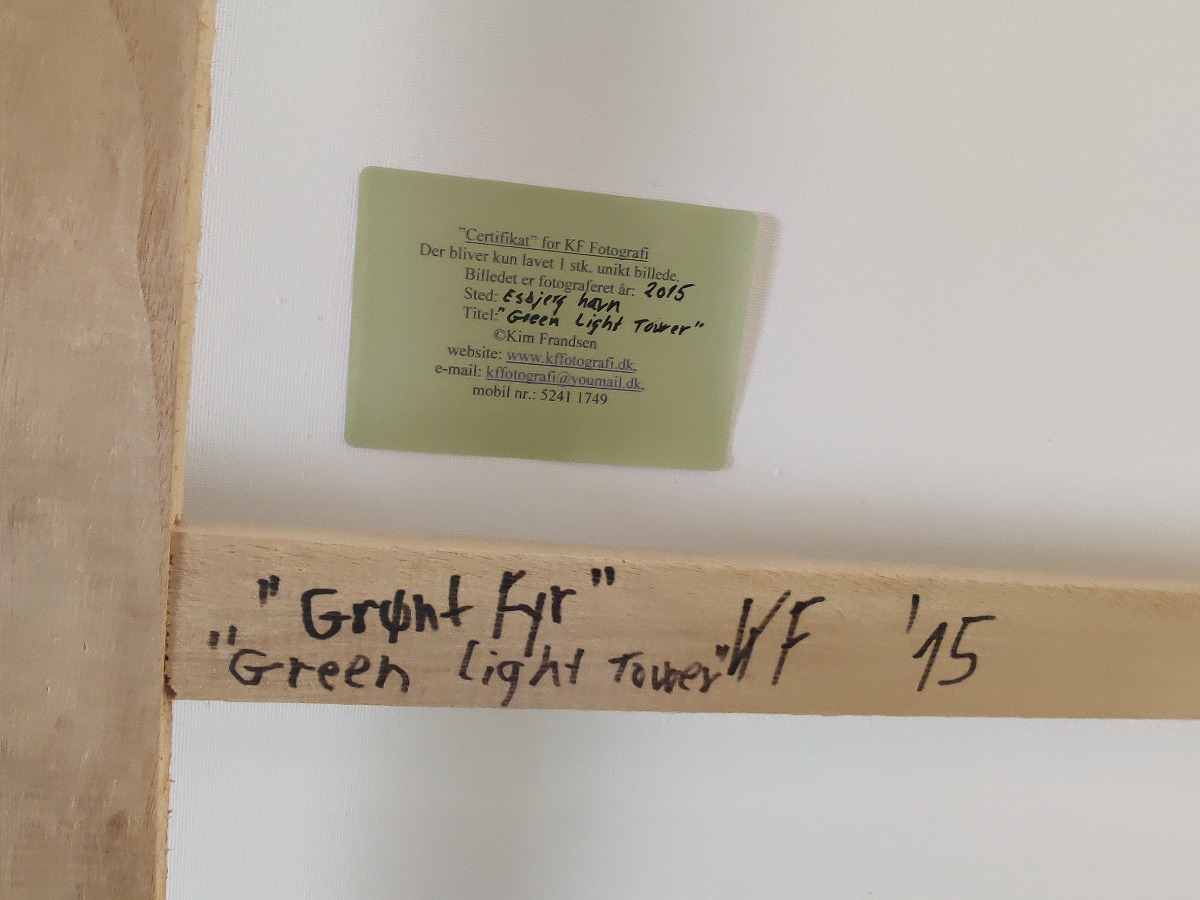 "Certifikat" for KF Fotografi
Der bliver kun lavet 1 stk. unikt billede.
Billedet er fotograferet år: 2015
Sted: Esbjerg havn
Titel: "Green Light Tower"
©Kim Frandsen
website: www.kffotografi.dk.
e-mail: kffotografi@youmail.dk.
mobil nr.: 5241 1749
"Grønt Fyr"
"Green Light Tower" KF '15